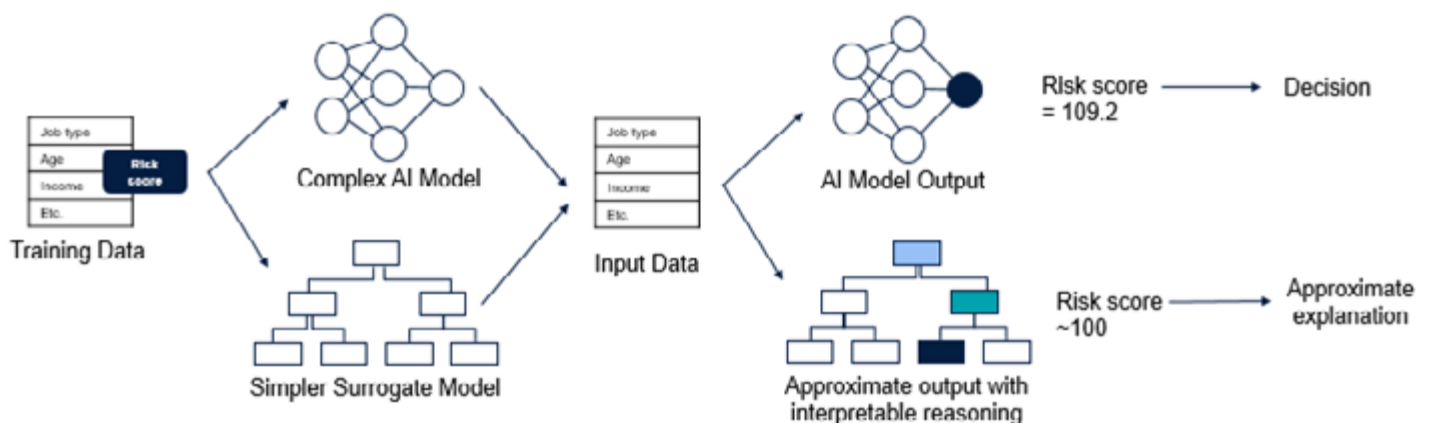 Job type
Age
Income
Etc.
Risk
score
Training Data
Complex AI Model
Simpler Surrogate Model
Job type
Age
Income
Etc.
Input Data
AI Model Output
RIsk score
= 109.2
Decision
Approximate output with
interpretable reasoning
Risk score
~100
Approximate
explanation